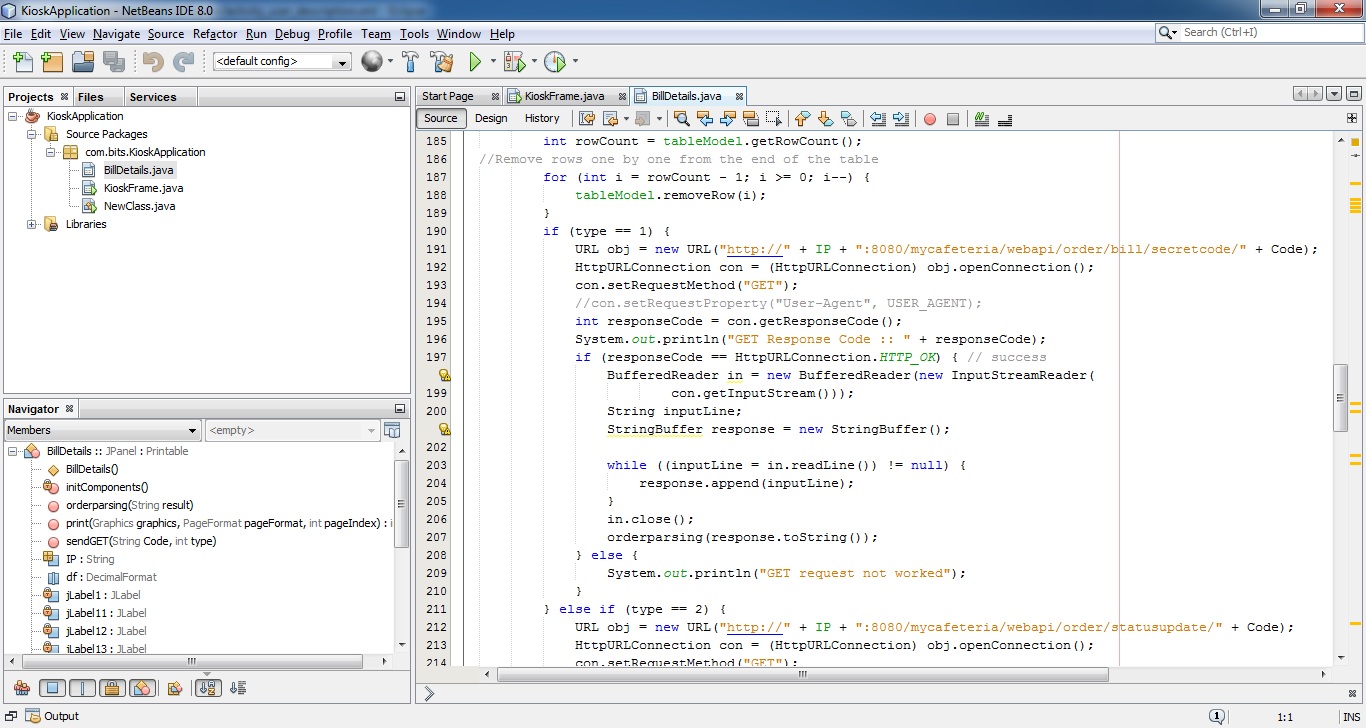 KioskApplication - NetBeans IDE 8.0
File Edit View Navigate Source Refactor Run Debug Profile Team Tools Window Help
Search (Ctrl+I)
<default config>
Projects Files Services
KioskApplication
Source Packages
com.bits.KioskApplication
BillDetails.java
KioskFrame.java
NewClass.java
Libraries
Navigator
Members
<empty>
BillDetails :: JPanel : Printable
BillDetails()
initComponents()
orderparsing(String result)
print(Graphics graphics, PageFormat pageFormat, int pageIndex) : i
sendGET(String Code, int type)
IP : String
df : DecimalFormat
jLabel1 : JLabel
jLabel11 : JLabel
jLabel12 : JLabel
jLabel13 : JLabel
Start Page KioskFrame.java BillDetails.java
Source Design History
185 int rowCount = tableModel.getRowCount();
186 //Remove rows one by one from the end of the table
187 for (int i = rowCount - 1; i >= 0; i--) {
188 tableModel.removeRow(i);
189 }
190 if (type == 1) {
191 URL obj = new URL("http://" + IP + ":8080/mycafeteria/webapi/order/bill/secretcode/" + Code);
192 HttpURLConnection con = (HttpURLConnection) obj.openConnection();
193 con.setRequestMethod("GET");
194 //con.setRequestProperty("User-Agent", USER_AGENT);
195 int responseCode = con.getResponseCode();
196 System.out.println("GET Response Code :: " + responseCode);
197 if (responseCode == HttpURLConnection.HTTP_OK) { // success
BufferedReader in = new BufferedReader(new InputStreamReader(
199 con.getInputStream()));
200 String inputLine;
StringBuffer response = new StringBuffer();
202
203 while ((inputLine = in.readLine()) != null) {
204 response.append(inputLine);
205 }
206 in.close();
207 orderparsing(response.toString());
208 } else {
209 System.out.println("GET request not worked");
210 }
211 } else if (type == 2) {
212 URL obj = new URL("http://" + IP + ":8080/mycafeteria/webapi/order/statusupdate/" + Code);
213 HttpURLConnection con = (HttpURLConnection) obj.openConnection();
214 con.setRequestMethod("GET");
Output
1
1:1
INS